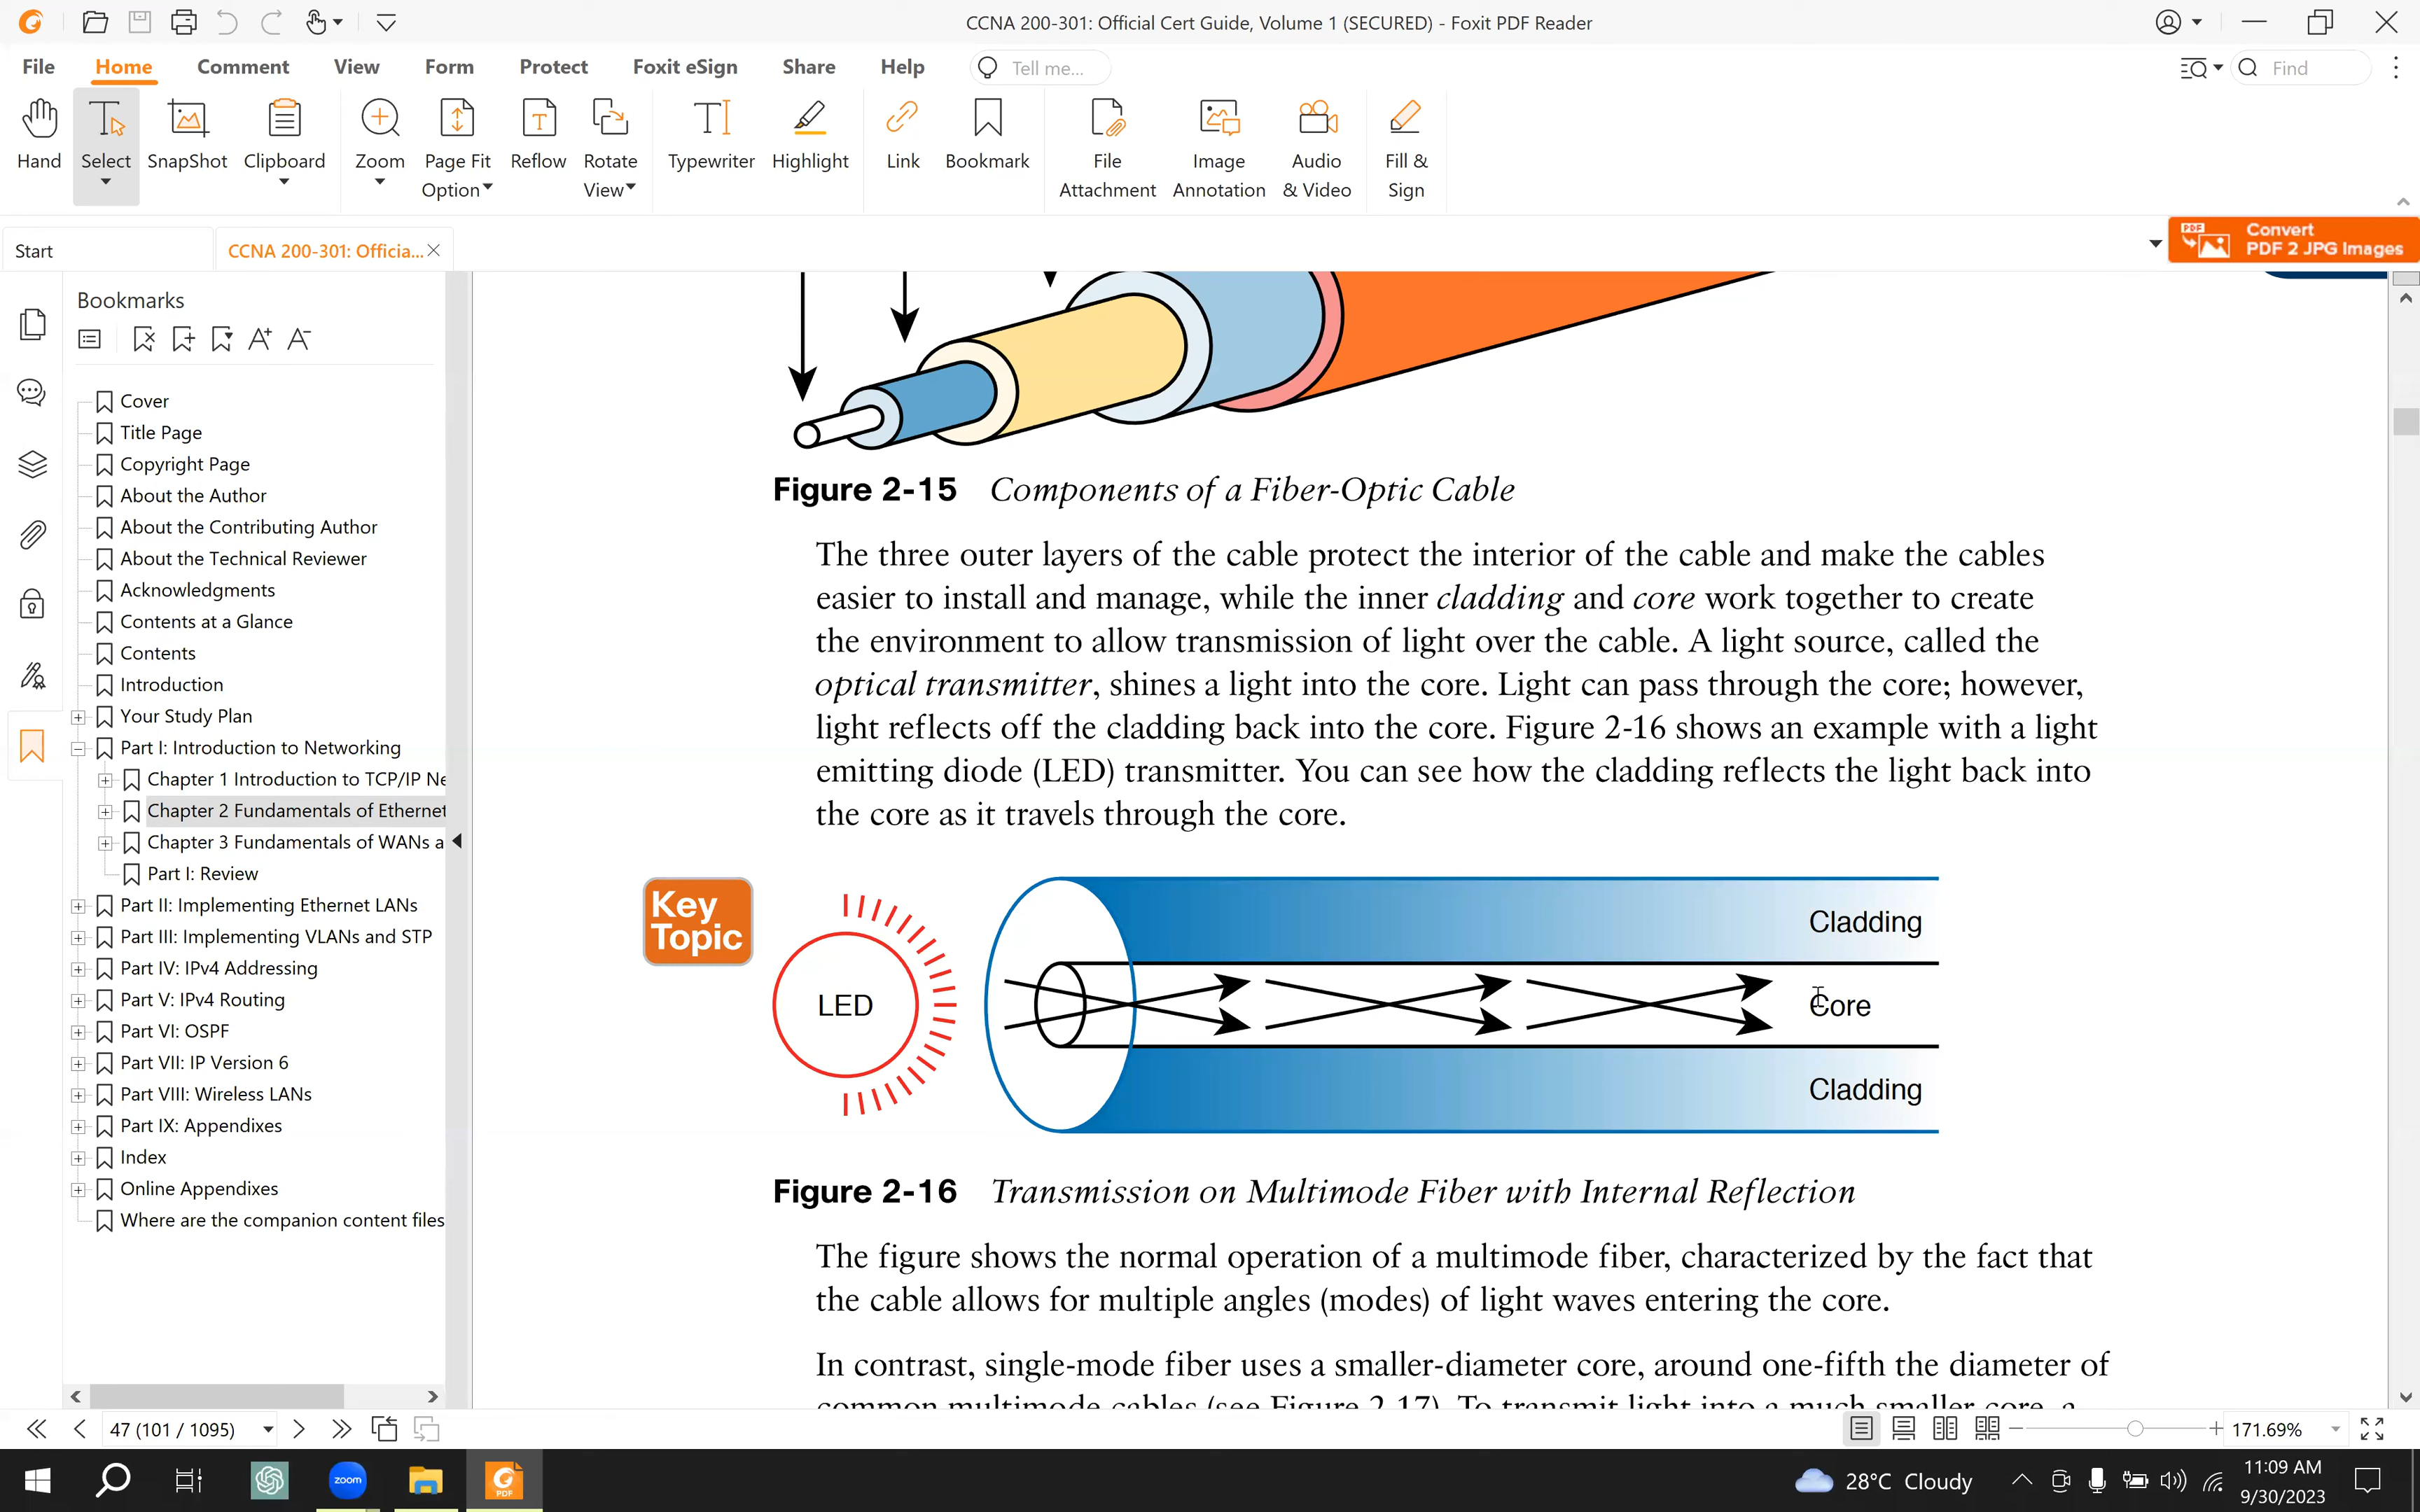 CCNA 200-301: Official Cert Guide, Volume 1 (SECURED) - Foxit PDF Reader
File Home Comment View Form Protect Foxit eSign Share Help Tell me... Find
Hand Select SnapShot Clipboard Zoom Page Fit Option Reflow Rotate View Typewriter Highlight Link Bookmark File Attachment Image Annotation Audio & Video Fill & Sign
Start CCNA 200-301: Officia...
PDF Convert
PDF 2 JPG Images
Bookmarks
Cover
Title Page
Copyright Page
About the Author
About the Contributing Author
About the Technical Reviewer
Acknowledgments
Contents at a Glance
Contents
Introduction
Your Study Plan
Part I: Introduction to Networking
Chapter 1 Introduction to TCP/IP Ne
Chapter 2 Fundamentals of Ethernet
Chapter 3 Fundamentals of WANs a
Part I: Review
Part II: Implementing Ethernet LANs
Part III: Implementing VLANs and STP
Part IV: IPv4 Addressing
Part V: IPv4 Routing
Part VI: OSPF
Part VII: IP Version 6
Part VIII: Wireless LANs
Part IX: Appendixes
Index
Online Appendixes
Where are the companion content files
Figure 2-15 Components of a Fiber-Optic Cable
The three outer layers of the cable protect the interior of the cable and make the cables
easier to install and manage, while the inner cladding and core work together to create
the environment to allow transmission of light over the cable. A light source, called the
optical transmitter, shines a light into the core. Light can pass through the core; however,
light reflects off the cladding back into the core. Figure 2-16 shows an example with a light
emitting diode (LED) transmitter. You can see how the cladding reflects the light back into
the core as it travels through the core.
Key
Topic
LED
Cladding
Core
Cladding
Figure 2-16 Transmission on Multimode Fiber with Internal Reflection
The figure shows the normal operation of a multimode fiber, characterized by the fact that
the cable allows for multiple angles (modes) of light waves entering the core.
In contrast, single-mode fiber uses a smaller-diameter core, around one-fifth the diameter of
common multimode cables (see Figure 2-17). To transmit light into a much smaller core, a
47 (101 / 1095)
171.69%
zoom
PDF
28°C Cloudy
11:09 AM
9/30/2023